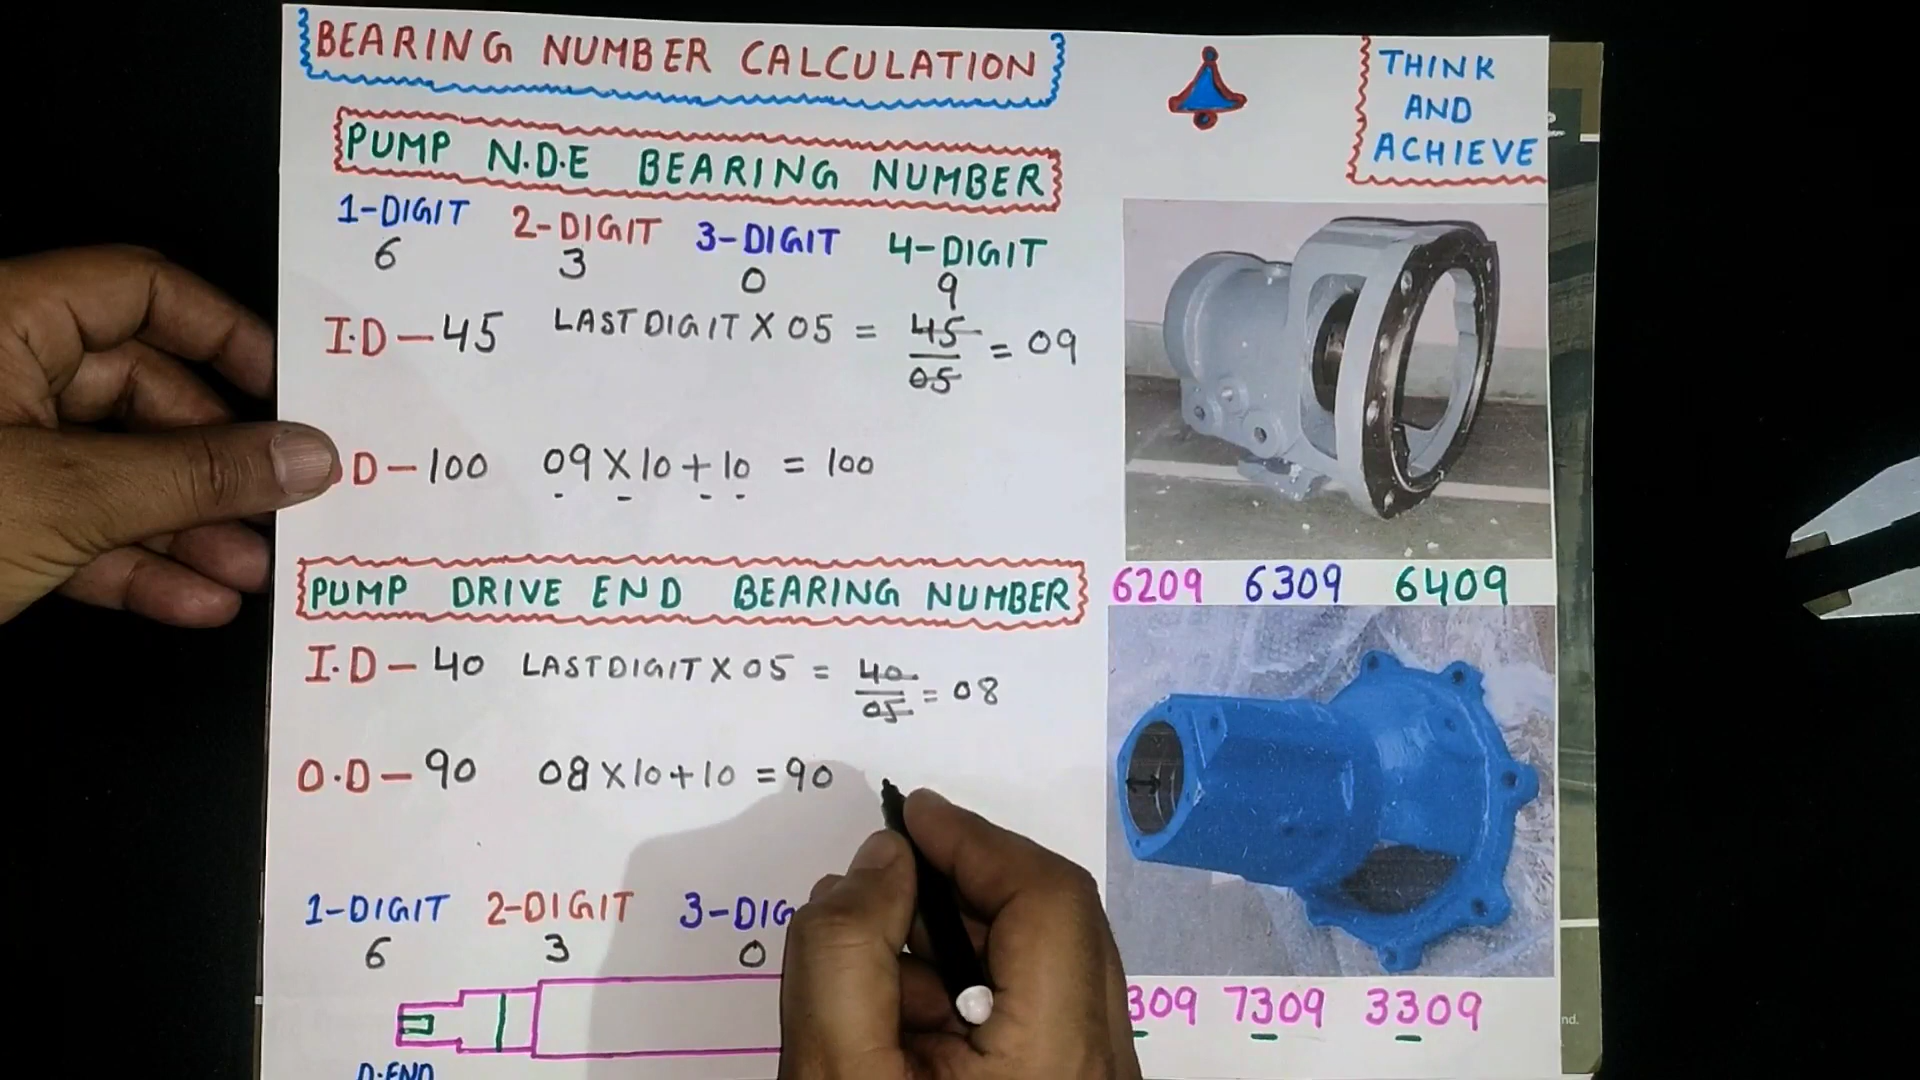 BEARING NUMBER CALCULATION
THINK
AND
ACHIEVE
PUMP N.D.E BEARING NUMBER
1-DIGIT 2-DIGIT 3-DIGIT 4-DIGIT
6 3 0 9
I.D-45 LAST DIGIT X 05 = 45/05 = 09
D-100 09 X 10 + 10 = 100
PUMP DRIVE END BEARING NUMBER
6209 6309 6409
I.D-40 LAST DIGIT X 05 = 40/05 = 08
O.D-90 08 X 10 + 10 = 90
1-DIGIT 2-DIGIT 3-DIG
6 3 0
309 7309 3309
D.END
nd.